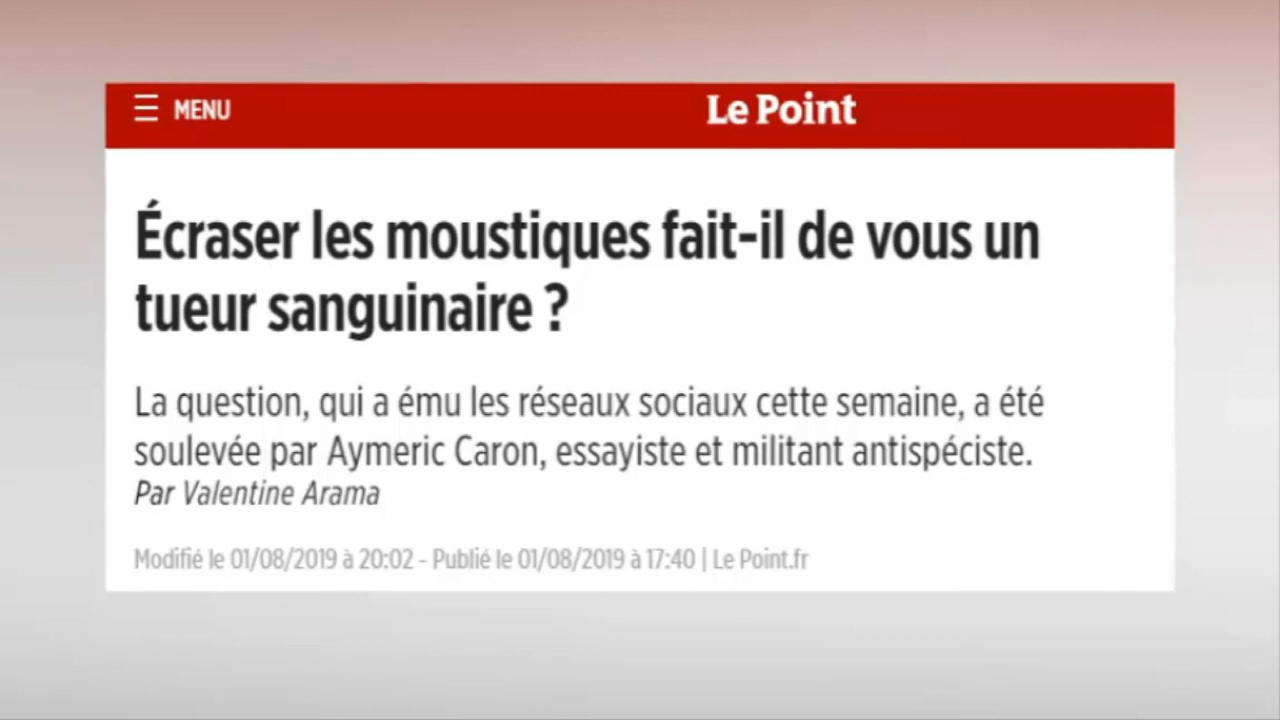 MENU
Le Point
Écraser les moustiques fait-il de vous un
tueur sanguinaire ?
La question, qui a ému les réseaux sociaux cette semaine, a été
soulevée par Aymeric Caron, essayiste et militant antispéciste.
Par Valentine Arama
Modifié le 01/08/2019 à 20:02 - Publié le 01/08/2019 à 17:40 | Le Point.fr